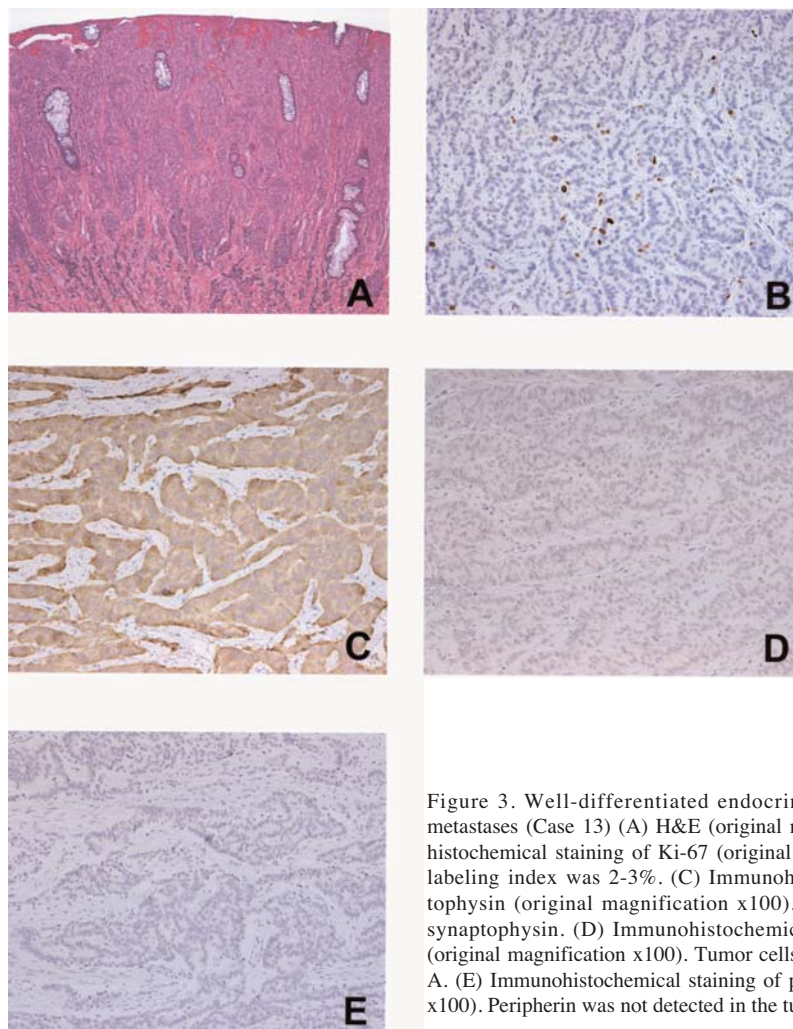 A
B
C
D
E
Figure 3. Well-differentiated endocrin
metastases (Case 13) (A) H&E (original
histochemical staining of Ki-67 (original
labeling index was 2-3%. (C) Immunoh
tophysin (original magnification x100).
synaptophysin. (D) Immunohistochemic
(original magnification x100). Tumor cells
A. (E) Immunohistochemical staining of p
x100). Peripherin was not detected in the tu